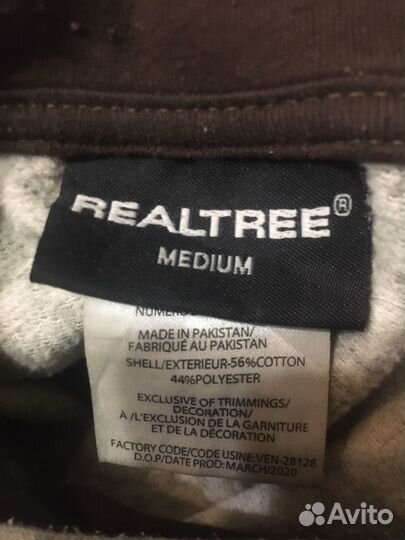 REALTREE®
MEDIUM
MADE IN PAKISTAN/
FABRIQUÉ AU PAKISTAN
SHELL/EXTERIEUR-56%COTTON
44%POLYESTER
EXCLUSIVE OF TRIMMINGS/
DECORATION/
À /L'EXCLUSION DE LA GARNITURE
ET DE LA DÉCORATION
FACTORY CODE/CODE USINE:VEN-28128
D.O.P/DATE PROD:MARCH/2020
Avito